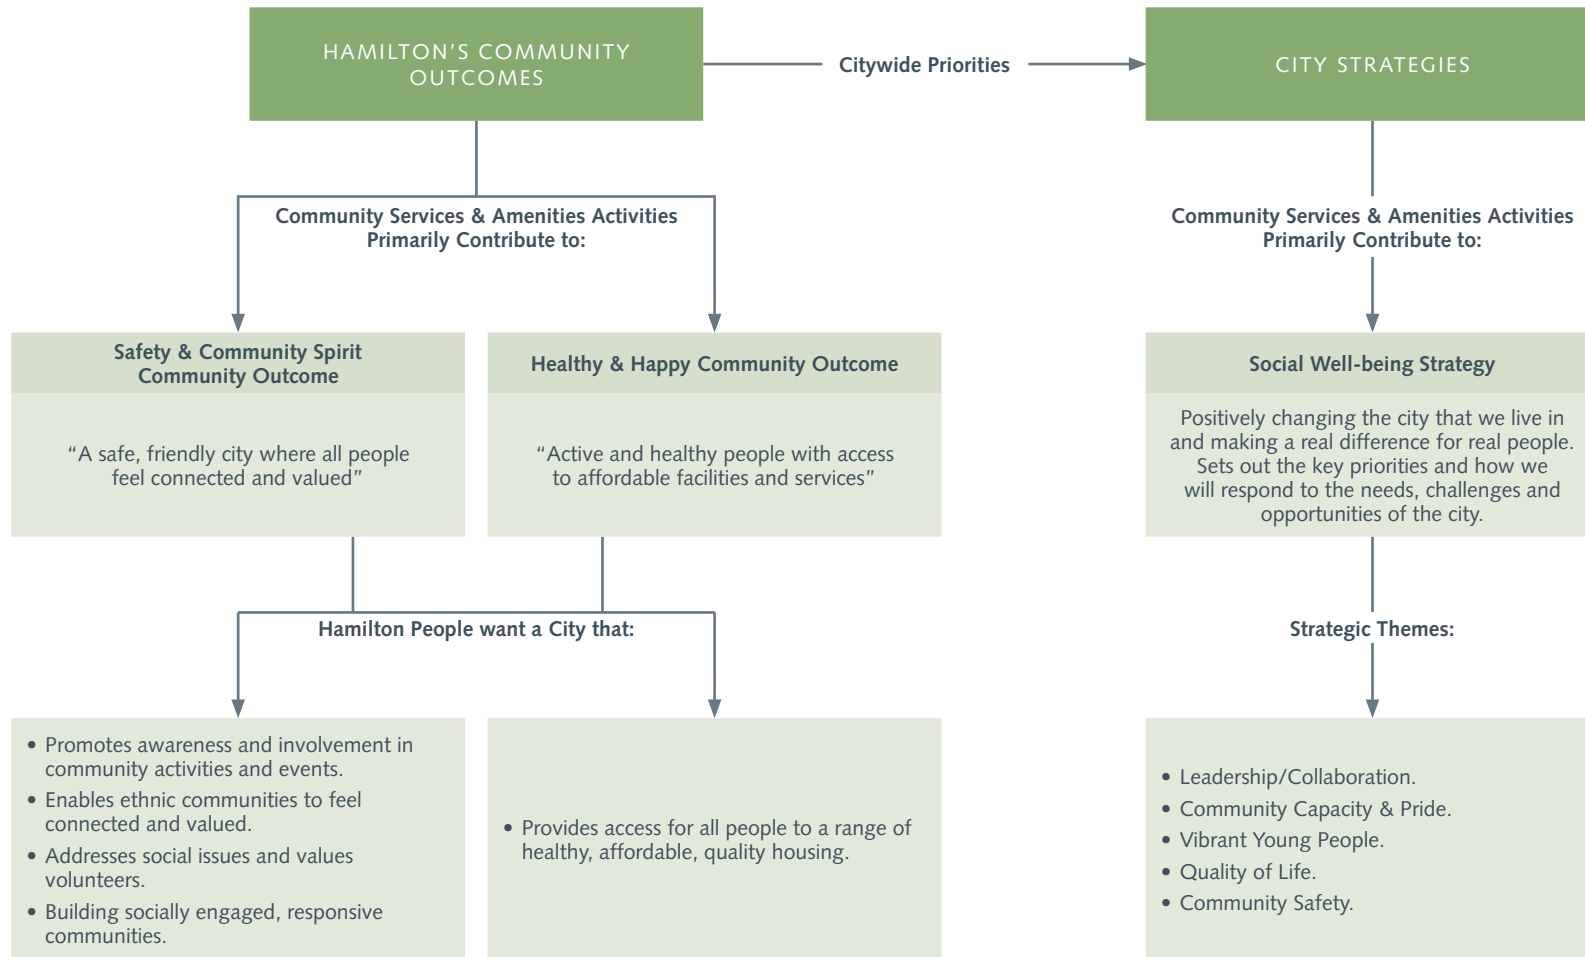 HAMILTON'S COMMUNITY
OUTCOMES
Citywide Priorities
CITY STRATEGIES
Community Services & Amenities Activities
Primarily Contribute to:
Community Services & Amenities Activities
Primarily Contribute to:
Safety & Community Spirit
Community Outcome
“A safe, friendly city where all people
feel connected and valued”
Healthy & Happy Community Outcome
“Active and healthy people with access
to affordable facilities and services”
Social Well-being Strategy
Positively changing the city that we live in
and making a real difference for real people.
Sets out the key priorities and how we
will respond to the needs, challenges and
opportunities of the city.
Hamilton People want a City that:
Strategic Themes:
• Promotes awareness and involvement in
community activities and events.
• Enables ethnic communities to feel
connected and valued.
• Addresses social issues and values
volunteers.
• Building socially engaged, responsive
communities.
• Provides access for all people to a range of
healthy, affordable, quality housing.
• Leadership/Collaboration.
• Community Capacity & Pride.
• Vibrant Young People.
• Quality of Life.
• Community Safety.